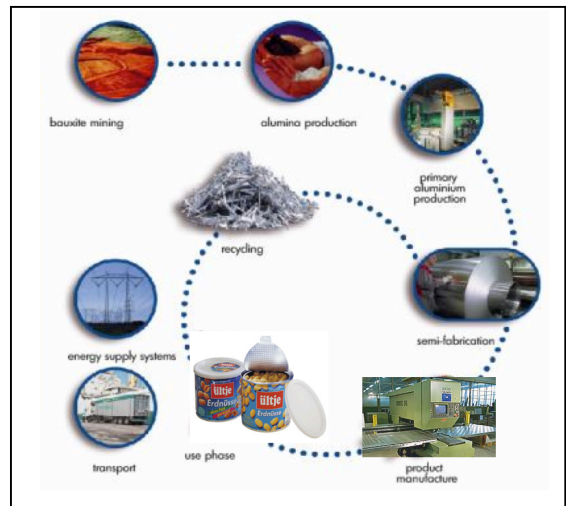 bauxite mining
alumina production
primary
aluminium
production
recycling
energy supply systems
semi-fabrication
ültje
Erdnüsse
ültje
Erdnüsse
transport
use phase
product
manufacture